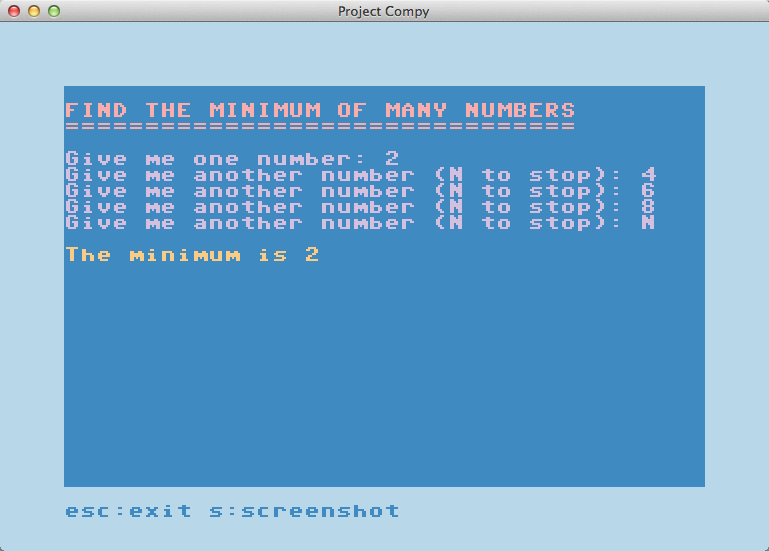 Project Compy
FIND THE MINIMUM OF MANY NUMBERS
================================
Give me one number: 2
Give me another number (N to stop): 4
Give me another number (N to stop): 6
Give me another number (N to stop): 8
Give me another number (N to stop): N
The minimum is 2
esc:exit s:screenshot